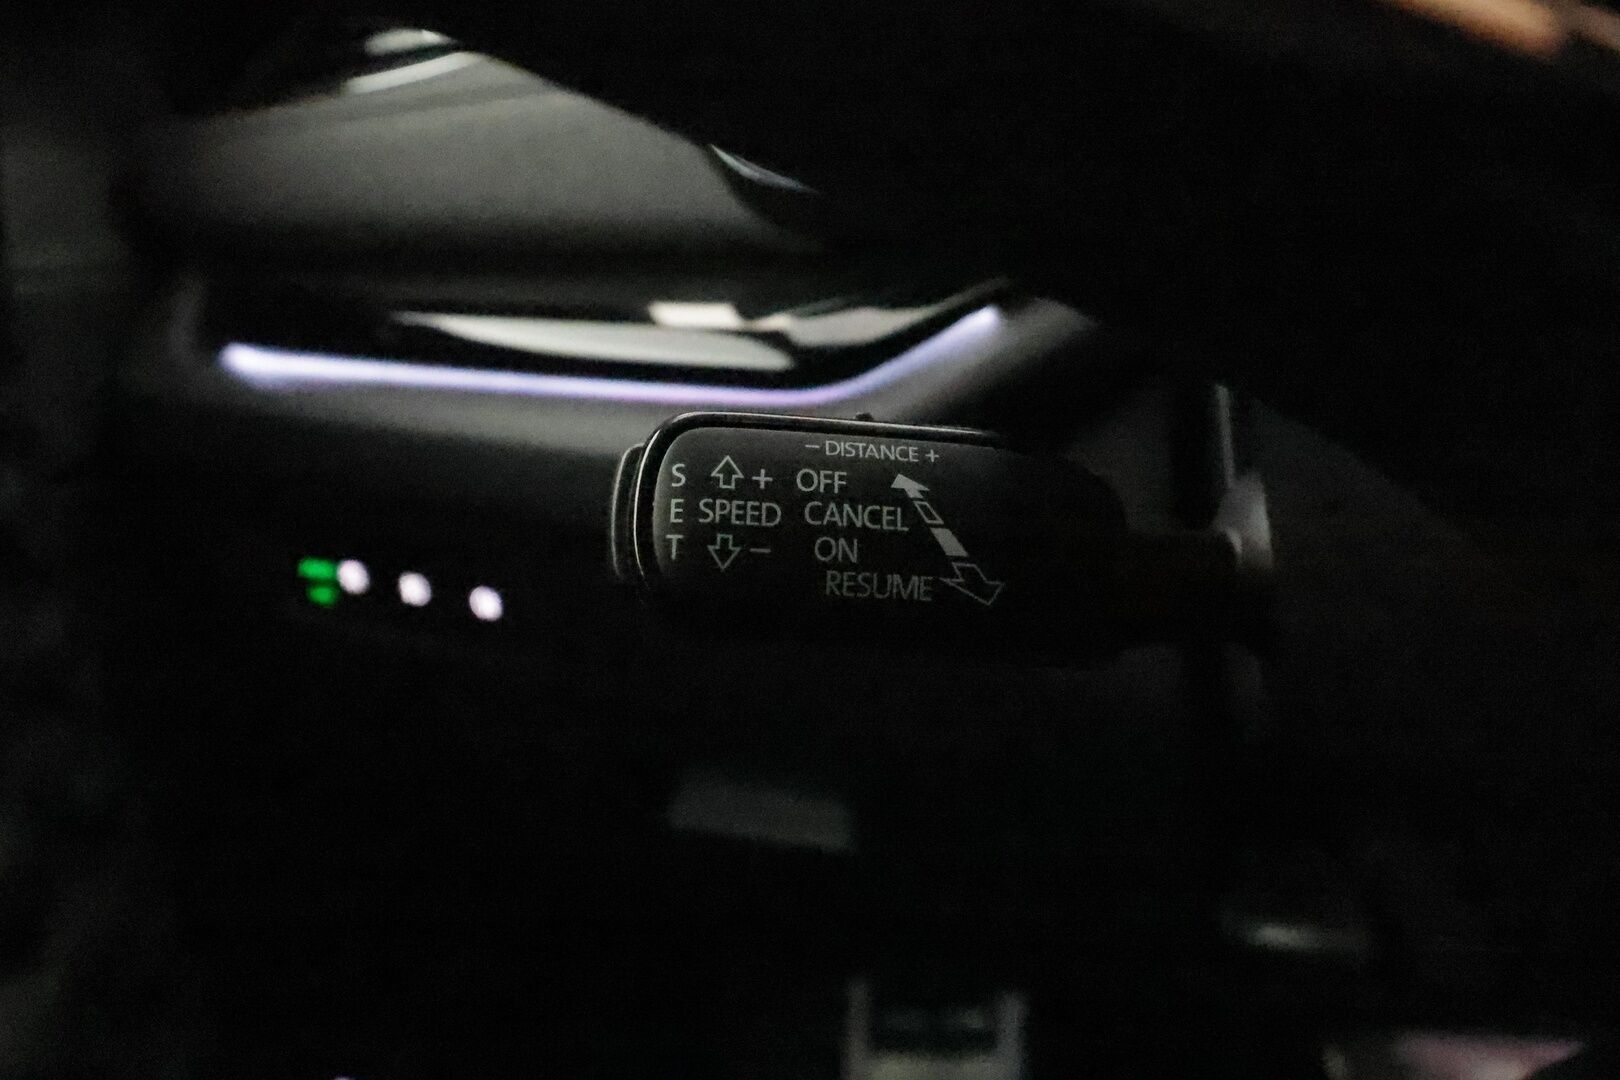 − DISTANCE +
S + OFF
E SPEED CANCEL
T − ON
RESUME